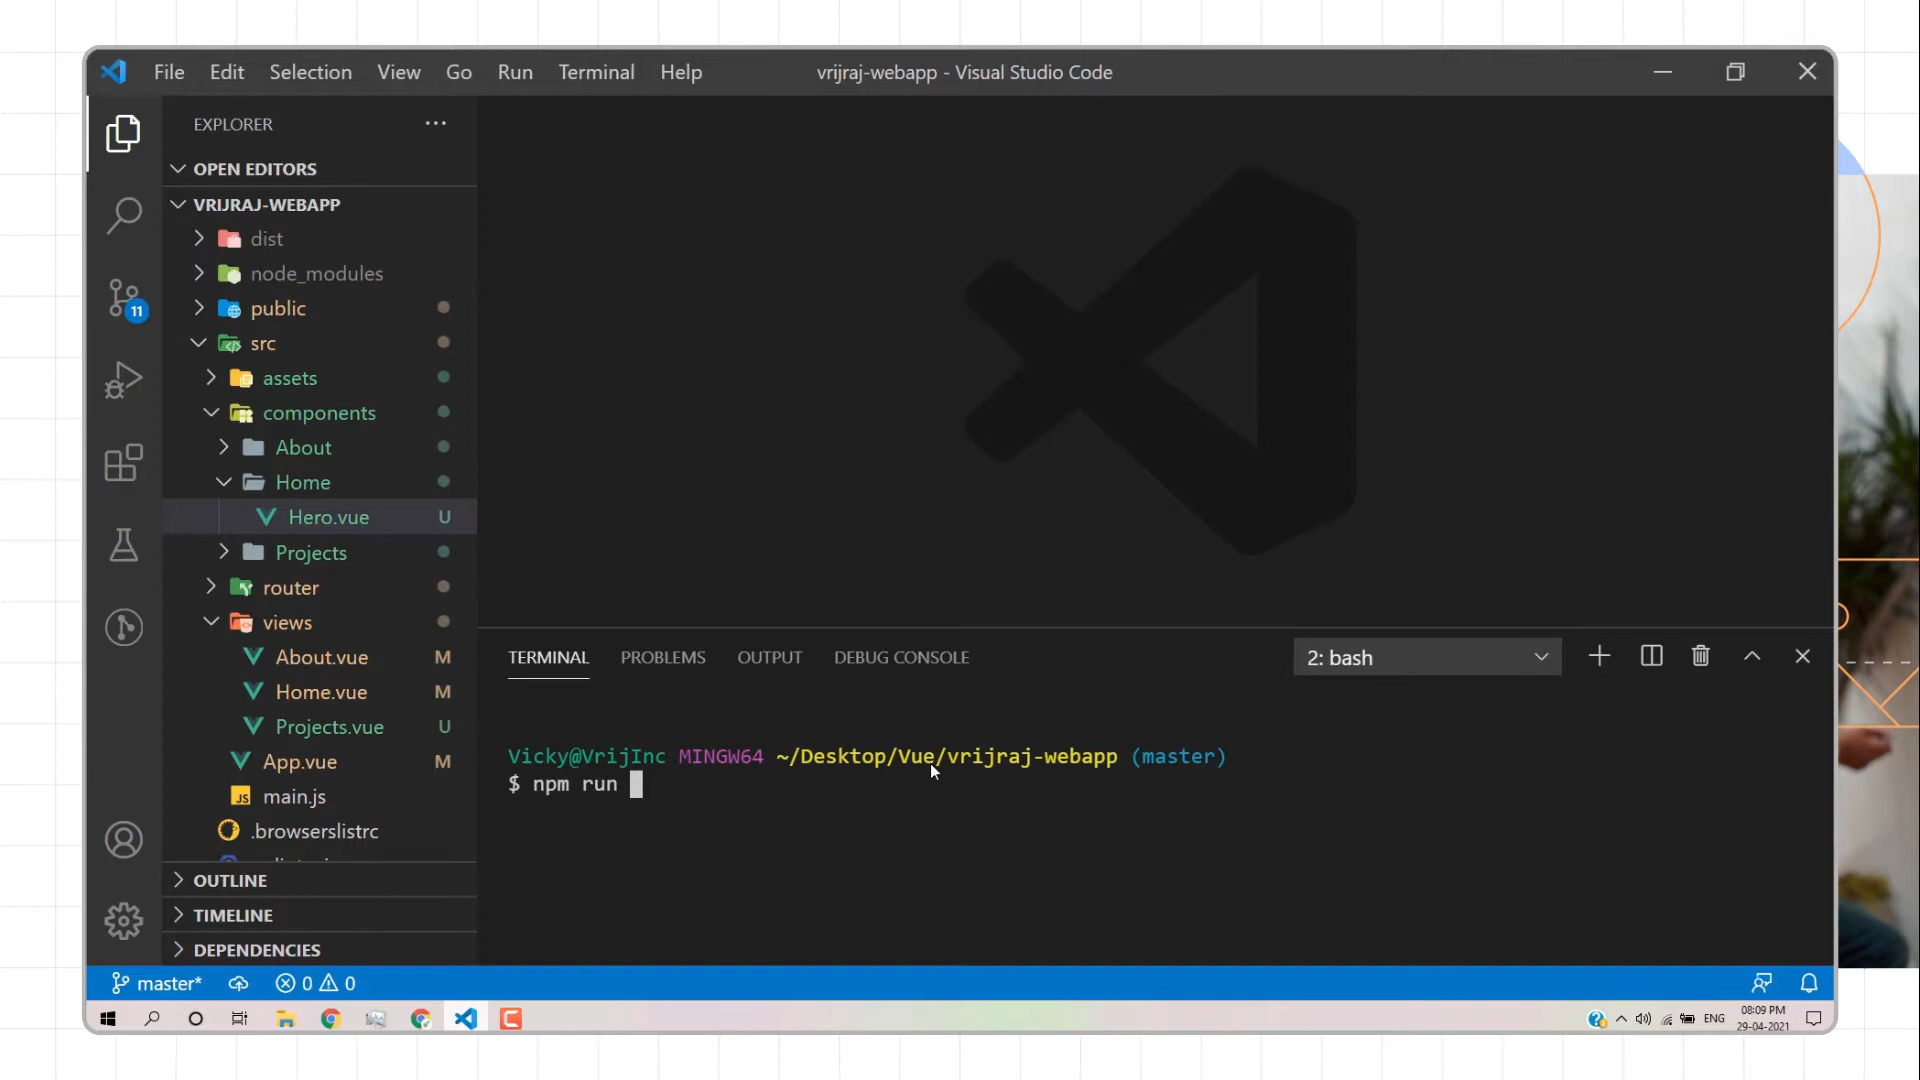 File Edit Selection View Go Run Terminal Help
vrijraj-webapp - Visual Studio Code
EXPLORER
OPEN EDITORS
VRIJRAJ-WEBAPP
dist
node_modules
public
src
assets
components
About
Home
Hero.vue U
Projects
router
views
About.vue M
Home.vue M
Projects.vue U
App.vue M
JS main.js
.browserslistrc
OUTLINE
TIMELINE
DEPENDENCIES
11
TERMINAL PROBLEMS OUTPUT DEBUG CONSOLE
2: bash
Vicky@VrijInc MINGW64 ~/Desktop/Vue/vrijraj-webapp (master)
$ npm run
master* 0 0
ENG
08:09 PM
29-04-2021